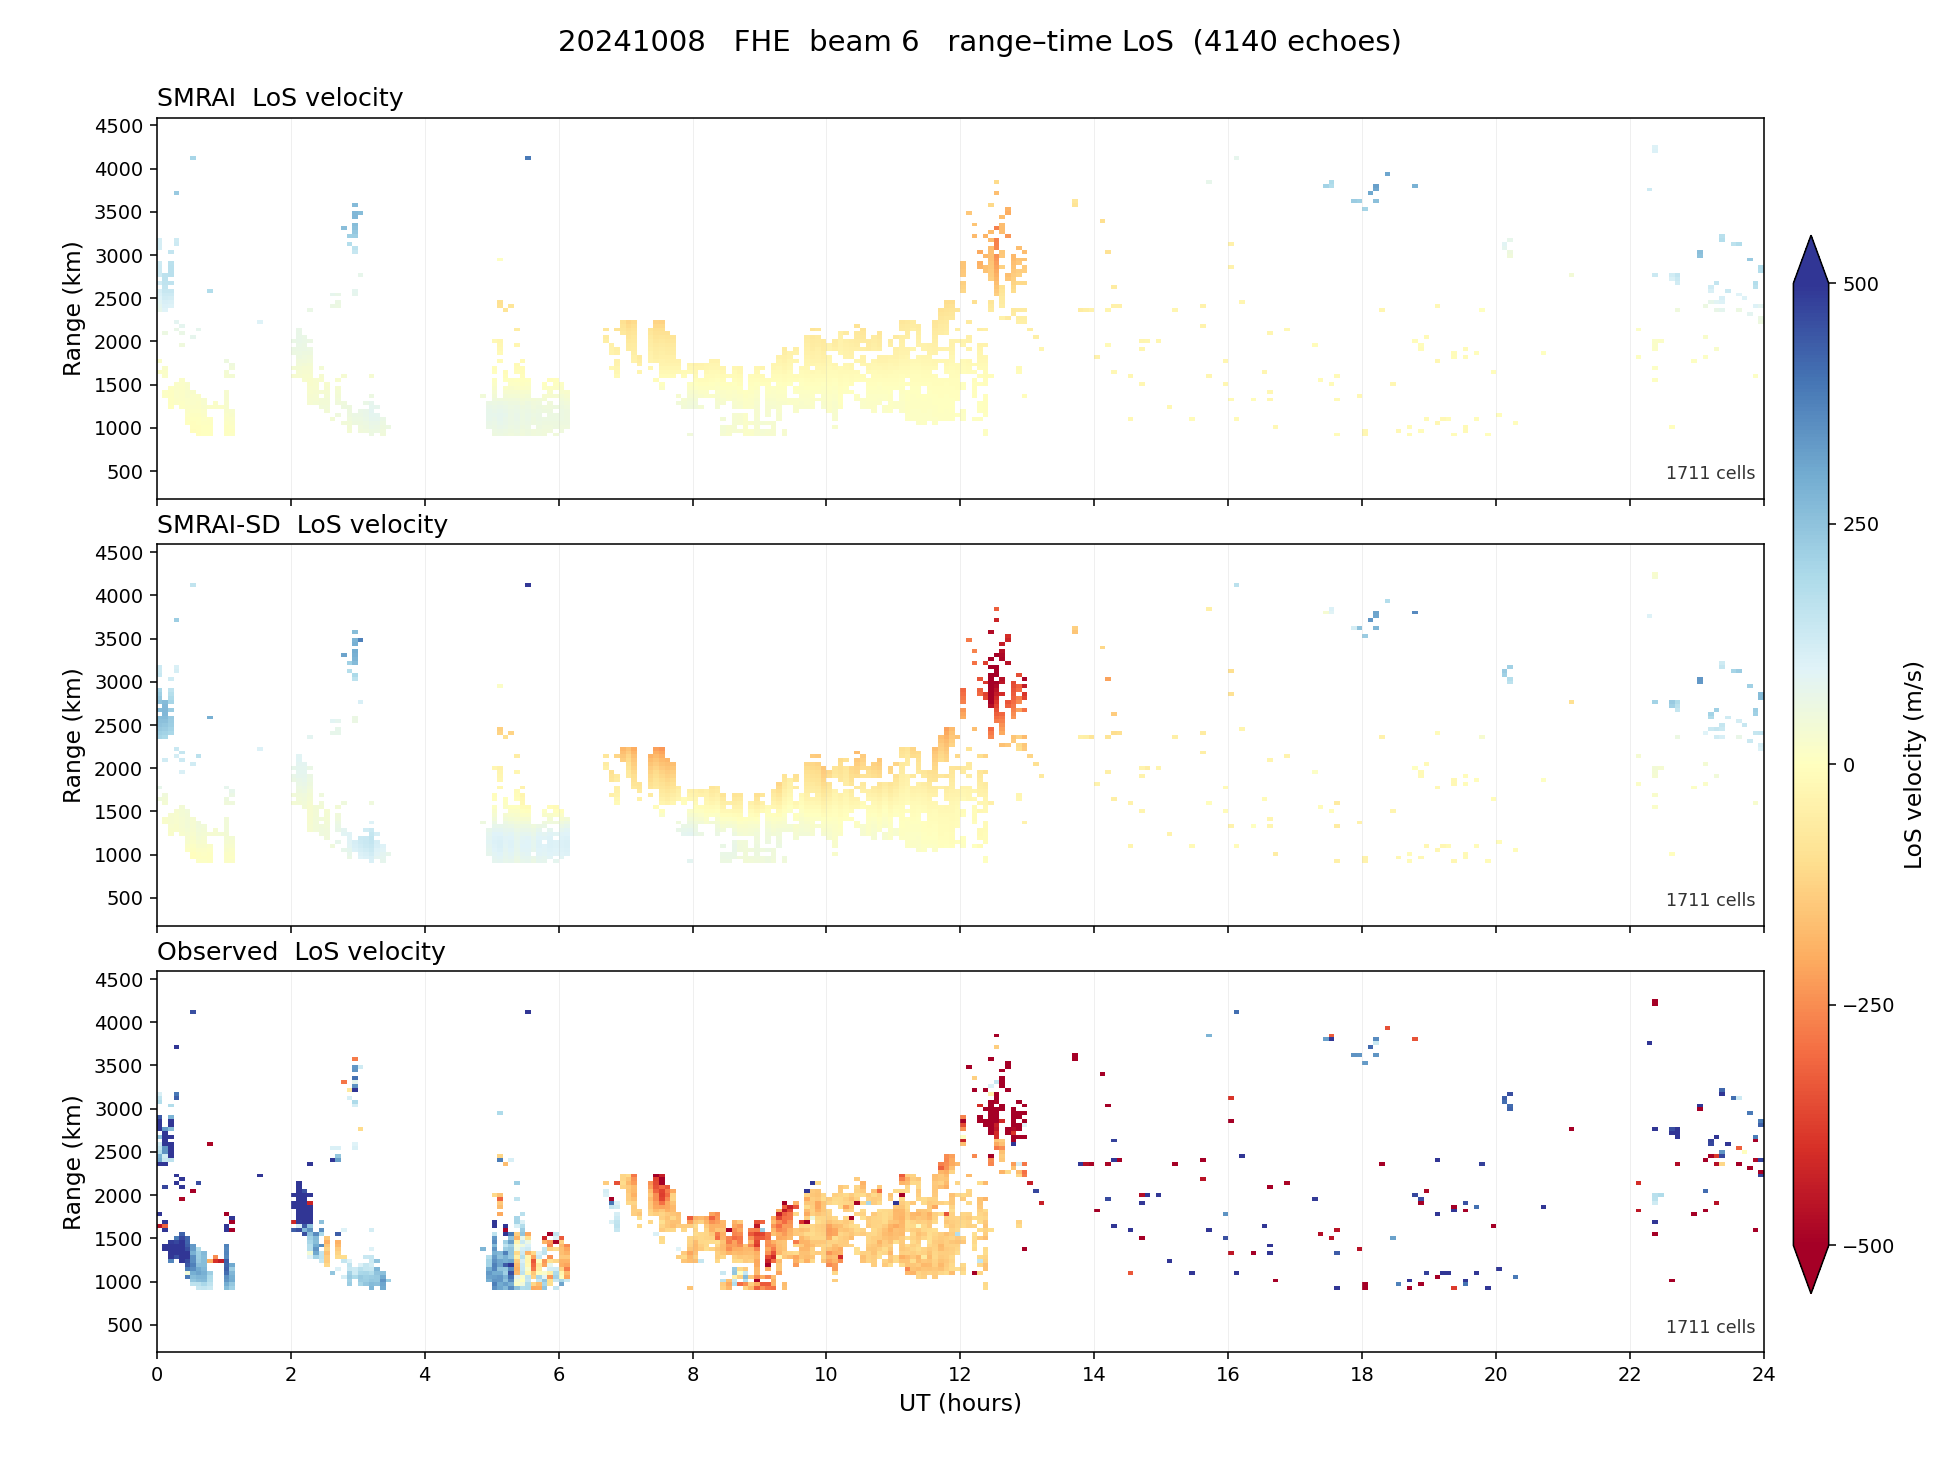 20241008   FHE  beam 6   range–time LoS  (4140 echoes)
SMRAI  LoS velocity
4500
4000
3500
3000
2500
2000
1500
1000
500
Range (km)
1711 cells
SMRAI-SD  LoS velocity
4500
4000
3500
3000
2500
2000
1500
1000
500
Range (km)
1711 cells
Observed  LoS velocity
4500
4000
3500
3000
2500
2000
1500
1000
500
Range (km)
1711 cells
0 2 4 6 8 10 12 14 16 18 20 22 24
UT (hours)
500
250
0
−250
−500
LoS velocity (m/s)